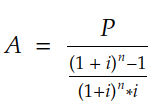 A = P
(1 + i)ⁿ−1
(1+i)ⁿ*i